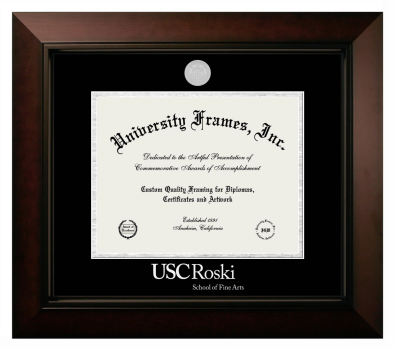 University Frames, Inc.
Dedicated to the Artful Presentation of
Commemorative Awards of Accomplishment
Custom Quality Framing for Diplomas,
Certificates and Artwork
Established 1991
Anaheim, California
USC Roski
School of Fine Arts